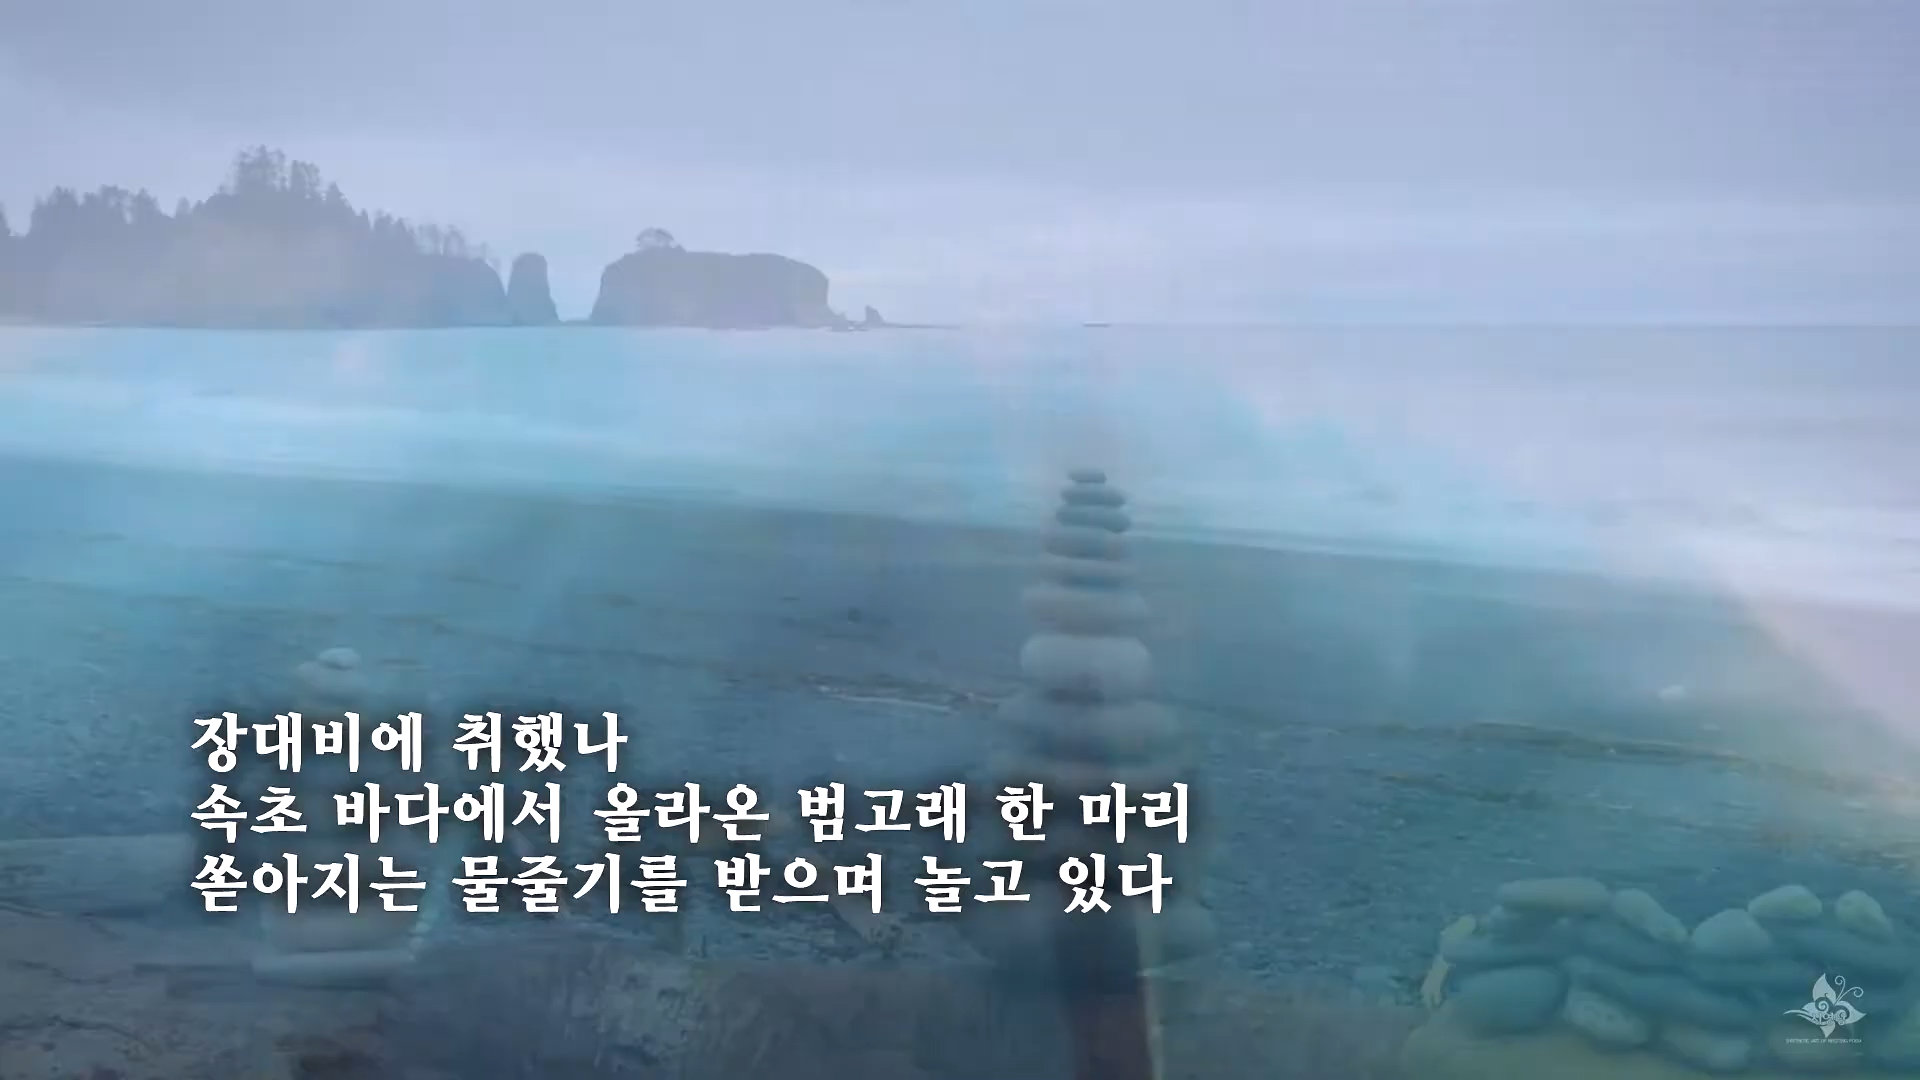 장대비에 취했나
속초 바다에서 올라온 범고래 한 마리
쏟아지는 물줄기를 받으며 놀고 있다